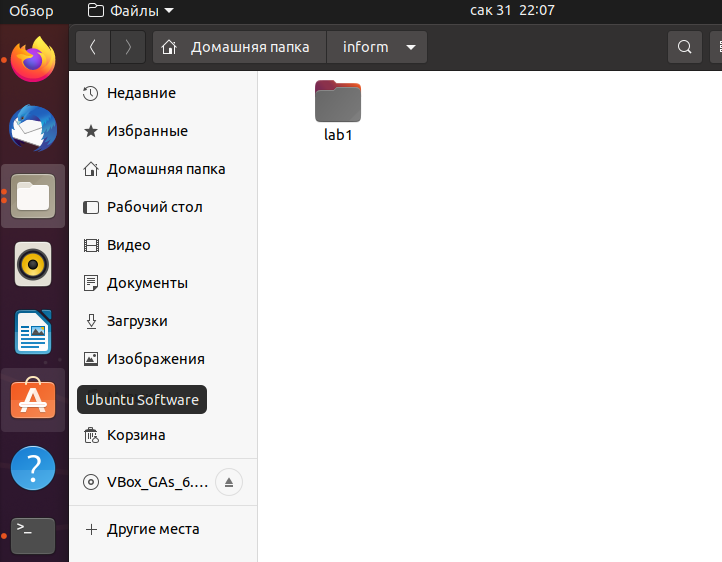 Обзор
Файлы
сак 31 22:07
Домашняя папка
inform
lab1
Недавние
Избранные
Домашняя папка
Рабочий стол
Видео
Документы
Загрузки
Изображения
Ubuntu Software
Корзина
VBox_GAs_6....
Другие места